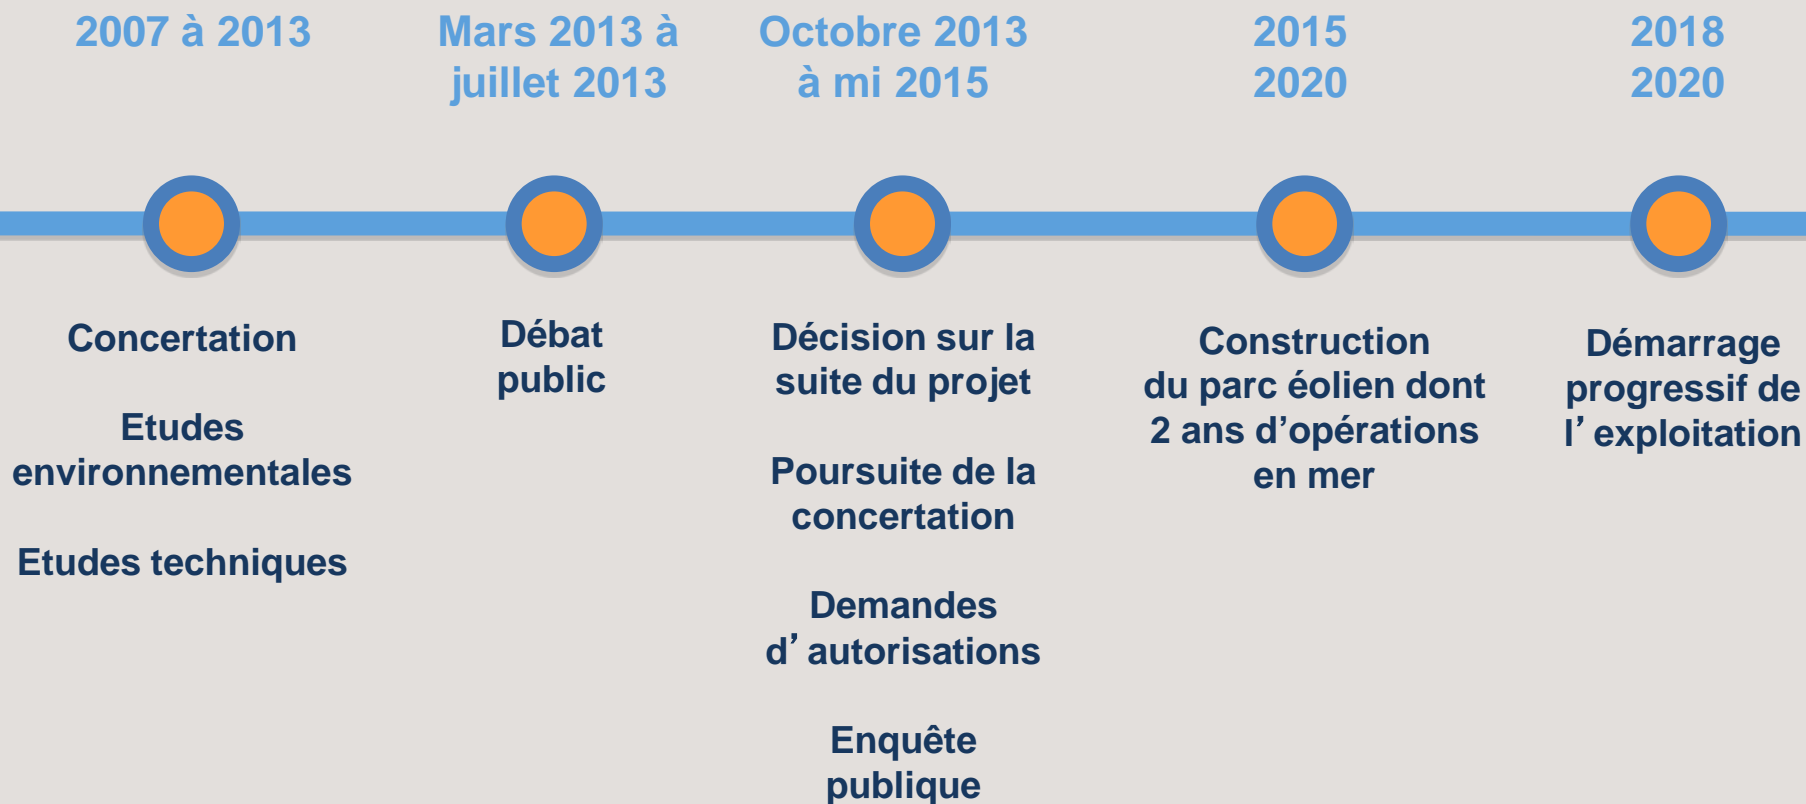 2007 à 2013
Mars 2013 à
juillet 2013
Octobre 2013
à mi 2015
2015
2020
2018
2020
Concertation
Etudes
environnementales
Etudes techniques
Débat
public
Décision sur la
suite du projet
Poursuite de la
concertation
Demandes
d’ autorisations
Enquête
publique
Construction
du parc éolien dont
2 ans d’opérations
en mer
Démarrage
progressif de
l’ exploitation